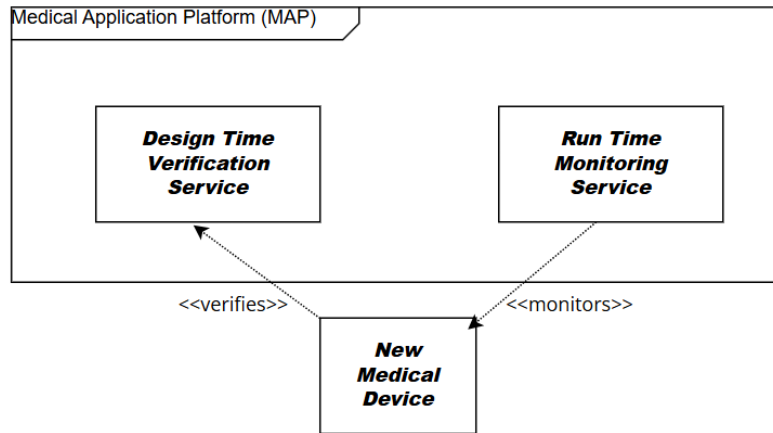 Medical Application Platform (MAP)
Design Time
Verification
Service
Run Time
Monitoring
Service
<<verifies>>
<<monitors>>
New
Medical
Device